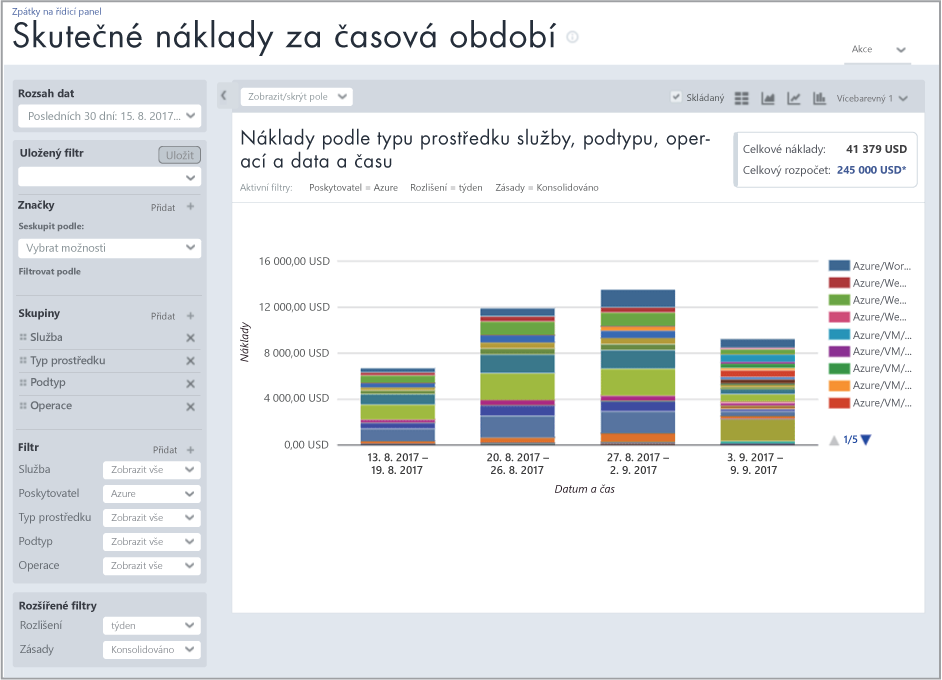 Zpátky na řídicí panel
Skutečné náklady za časová období
Akce
Rozsah dat
Posledních 30 dní: 15. 8. 2017...
Uložený filtr
Uložit
Značky
Přidat +
Seskupit podle:
Vybrat možnosti
Filtrovat podle
Skupiny
Přidat +
Služba
Typ prostředku
Podtyp
Operace
Filtr
Přidat +
Služba Zobrazit vše
Poskytovatel Azure
Typ prostředku Zobrazit vše
Podtyp Zobrazit vše
Operace Zobrazit vše
Rozšířené filtry
Rozlišení týden
Zásady Konsolidováno
Zobrazit/skrýt pole
Skládaný
Vícebarevný 1
Náklady podle typu prostředku služby, podtypu, oper-
ací a data a času
Celkové náklady: 41 379 USD
Celkový rozpočet: 245 000 USD*
Aktivní filtry: Poskytovatel = Azure Rozlišení = týden Zásady = Konsolidováno
16 000,00 USD
12 000,00 USD
8 000,00 USD
4 000,00 USD
0,00 USD
Náklady
13. 8. 2017 –
19. 8. 2017
20. 8. 2017 –
26. 8. 2017
27. 8. 2017 –
2. 9. 2017
3. 9. 2017 –
9. 9. 2017
Datum a čas
Azure/Wor...
Azure/We...
Azure/We...
Azure/We...
Azure/VM/...
Azure/VM/...
Azure/VM/...
Azure/VM/...
Azure/VM/...
1/5